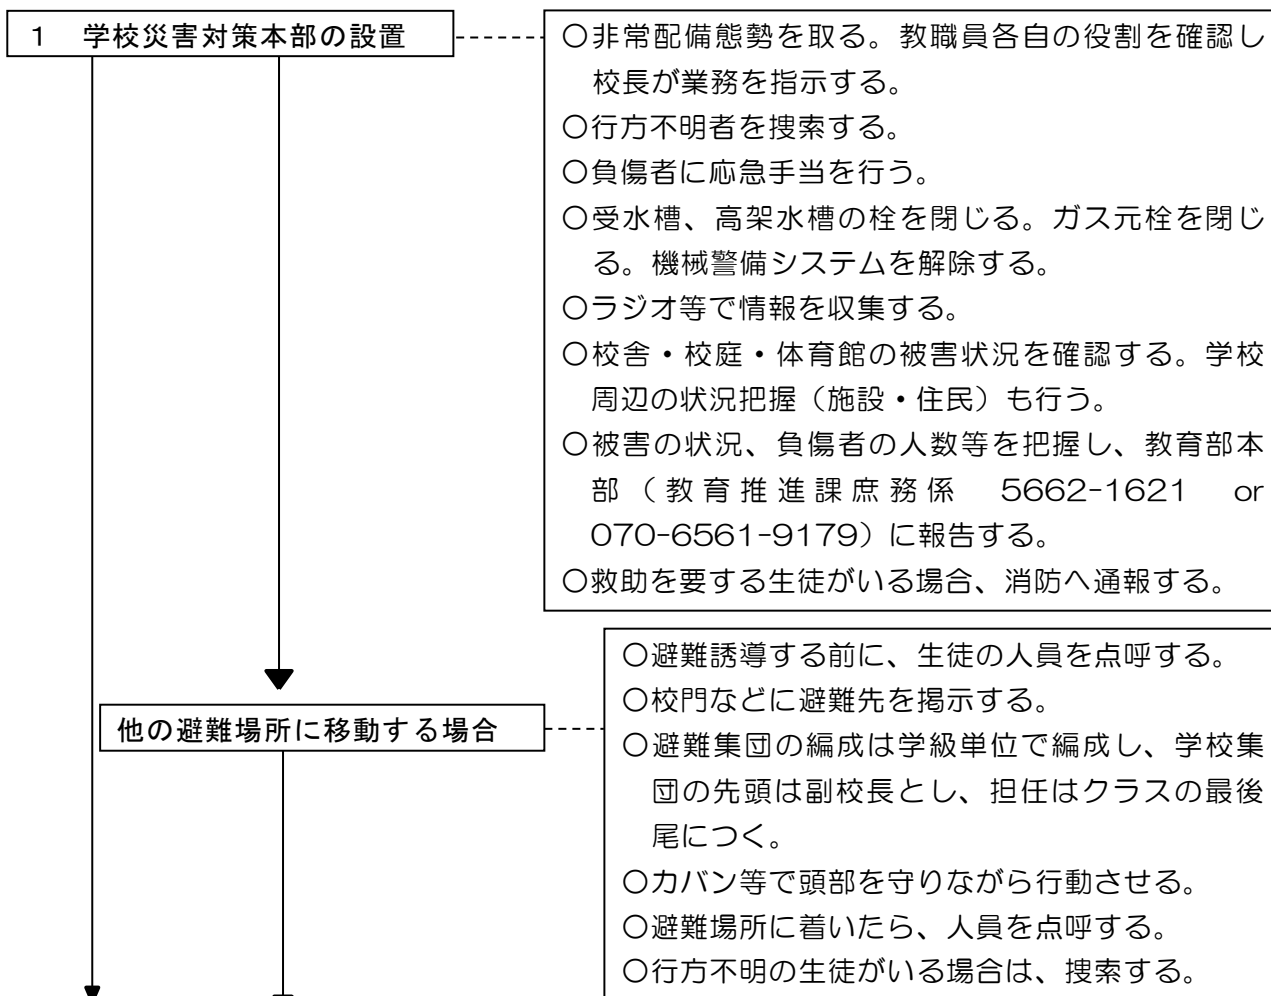 1　学校災害対策本部の設置
〇非常配備態勢を取る。教職員各自の役割を確認し
校長が業務を指示する。
〇行方不明者を捜索する。
〇負傷者に応急手当を行う。
〇受水槽、高架水槽の栓を閉じる。ガス元栓を閉じ
る。機械警備システムを解除する。
〇ラジオ等で情報を収集する。
〇校舎・校庭・体育館の被害状況を確認する。学校
周辺の状況把握（施設・住民）も行う。
〇被害の状況、負傷者の人数等を把握し、教育部本
部（教育推進課庶務係　5662-1621　or
070-6561-9179）に報告する。
〇救助を要する生徒がいる場合、消防へ通報する。
他の避難場所に移動する場合
〇避難誘導する前に、生徒の人員を点呼する。
〇校門などに避難先を掲示する。
〇避難集団の編成は学級単位で編成し、学校集
団の先頭は副校長とし、担任はクラスの最後
尾につく。
〇カバン等で頭部を守りながら行動させる。
〇避難場所に着いたら、人員を点呼する。
〇行方不明の生徒がいる場合は、捜索する。